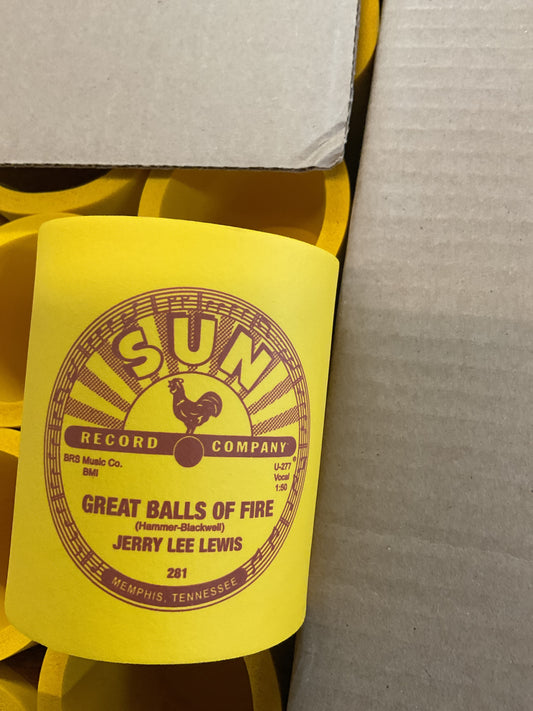 SUN
RECORD COMPANY
BRS Music Co.
BMI
U-277
Vocal
1:50
GREAT BALLS OF FIRE
(Hammer-Blackwell)
JERRY LEE LEWIS
281
MEMPHIS, TENNESSEE